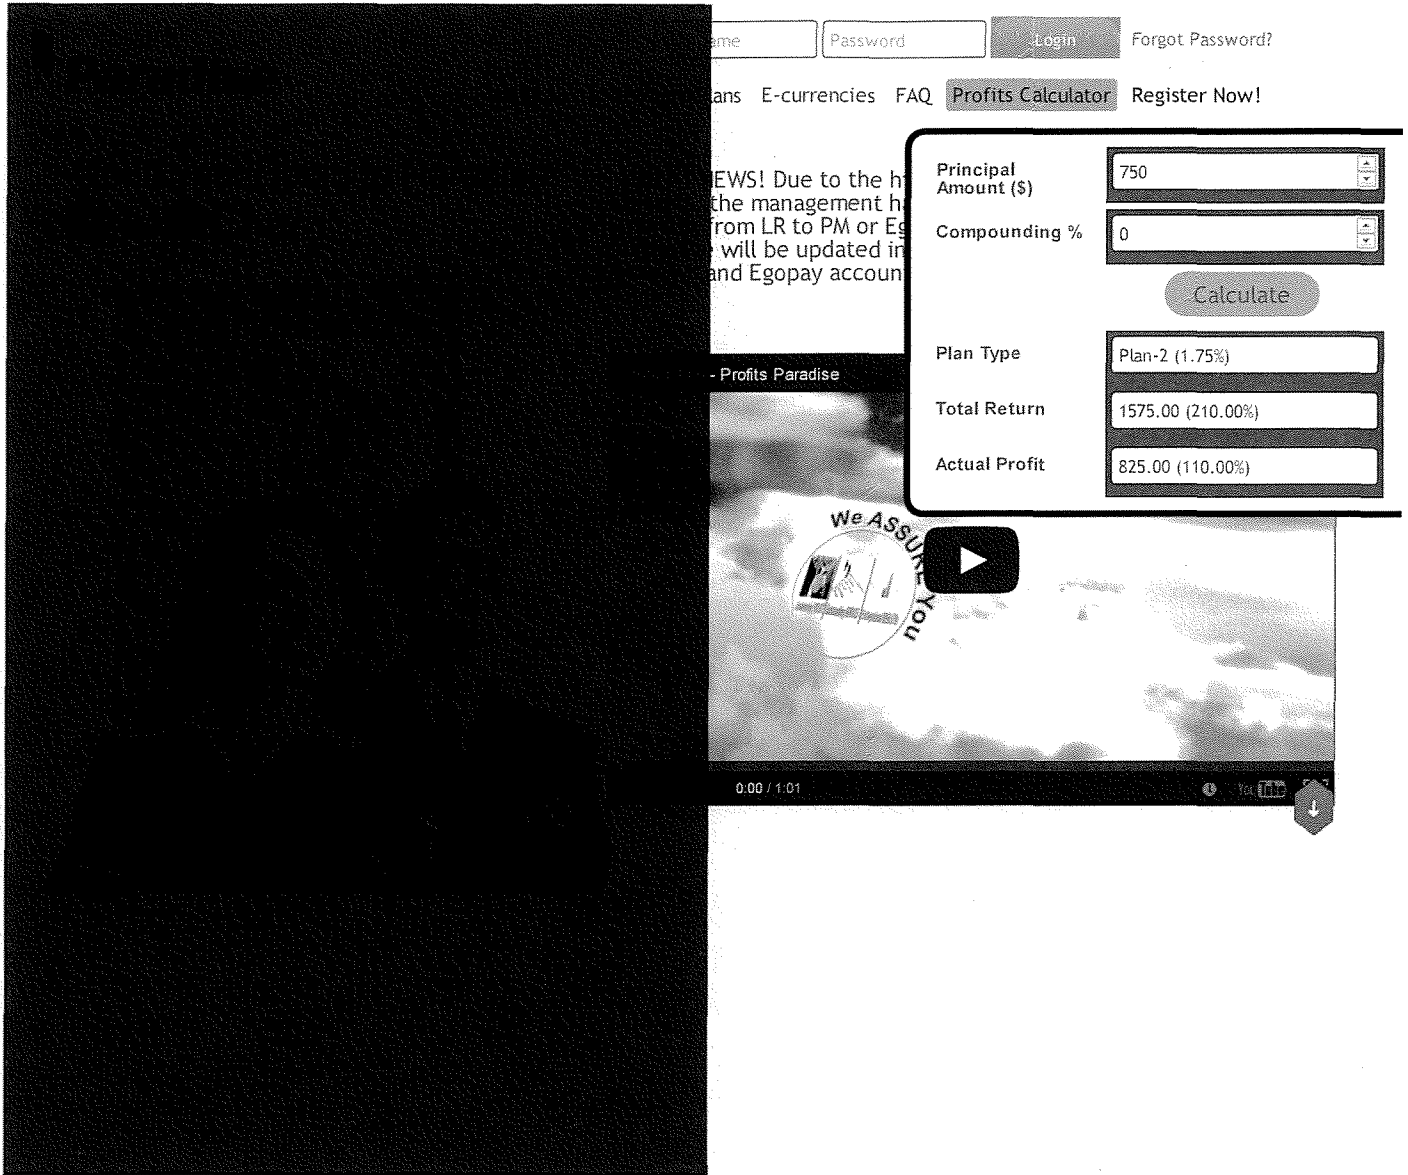 Password Login Forgot Password?
E-currencies FAQ Profits Calculator Register Now!
EWS! Due to the h
the management h
from LR to PM or Eg
will be updated in
and Egopay accoun
Principal
Amount ($) 750
Compounding % 0
Calculate
Plan Type Plan-2 (1.75%)
Total Return 1575.00 (210.00%)
Actual Profit 825.00 (110.00%)
- Profits Paradise
We ASSURE You
0:00 / 1:01
You Tube